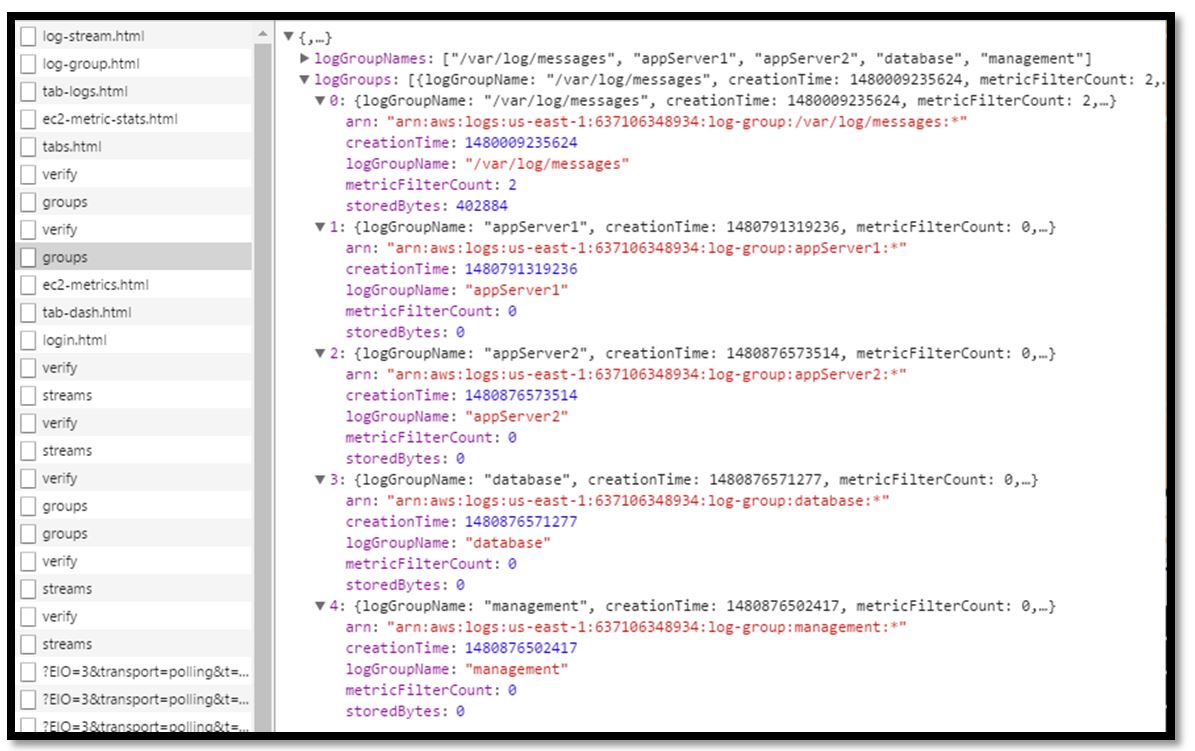 log-stream.html
log-group.html
tab-logs.html
ec2-metric-stats.html
tabs.html
verify
groups
verify
groups
ec2-metrics.html
tab-dash.html
login.html
verify
streams
verify
streams
verify
groups
groups
verify
streams
verify
streams
?EIO=3&transport=polling&t=...
?EIO=3&transport=polling&t=...
?EIO=3&transport=polling&t=...
▼{,…}
▶logGroupNames: ["/var/log/messages", "appServer1", "appServer2", "database", "management"]
▼logGroups: [{logGroupName: "/var/log/messages", creationTime: 1480009235624, metricFilterCount: 2,…
▼0: {logGroupName: "/var/log/messages", creationTime: 1480009235624, metricFilterCount: 2,…}
arn: "arn:aws:logs:us-east-1:637106348934:log-group:/var/log/messages:*"
creationTime: 1480009235624
logGroupName: "/var/log/messages"
metricFilterCount: 2
storedBytes: 402884
▼1: {logGroupName: "appServer1", creationTime: 1480791319236, metricFilterCount: 0,…}
arn: "arn:aws:logs:us-east-1:637106348934:log-group:appServer1:*"
creationTime: 1480791319236
logGroupName: "appServer1"
metricFilterCount: 0
storedBytes: 0
▼2: {logGroupName: "appServer2", creationTime: 1480876573514, metricFilterCount: 0,…}
arn: "arn:aws:logs:us-east-1:637106348934:log-group:appServer2:*"
creationTime: 1480876573514
logGroupName: "appServer2"
metricFilterCount: 0
storedBytes: 0
▼3: {logGroupName: "database", creationTime: 1480876571277, metricFilterCount: 0,…}
arn: "arn:aws:logs:us-east-1:637106348934:log-group:database:*"
creationTime: 1480876571277
logGroupName: "database"
metricFilterCount: 0
storedBytes: 0
▼4: {logGroupName: "management", creationTime: 1480876502417, metricFilterCount: 0,…}
arn: "arn:aws:logs:us-east-1:637106348934:log-group:management:*"
creationTime: 1480876502417
logGroupName: "management"
metricFilterCount: 0
storedBytes: 0